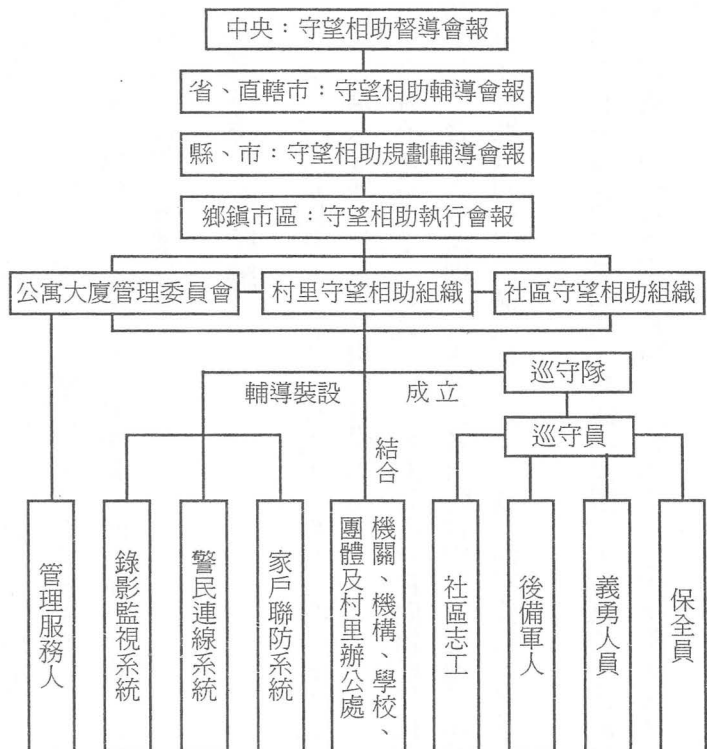 中央：守望相助督導會報
省、直轄市：守望相助輔導會報
縣、市：守望相助規劃輔導會報
鄉鎮市區：守望相助執行會報
公寓大廈管理委員會
村里守望相助組織
社區守望相助組織
輔導裝設
成立
巡守隊
巡守員
結合
管理服務人
錄影監視系統
警民連線系統
家戶聯防系統
機關、機構、學校、
團體及村里辦公處
社區志工
後備軍人
義勇人員
保全員